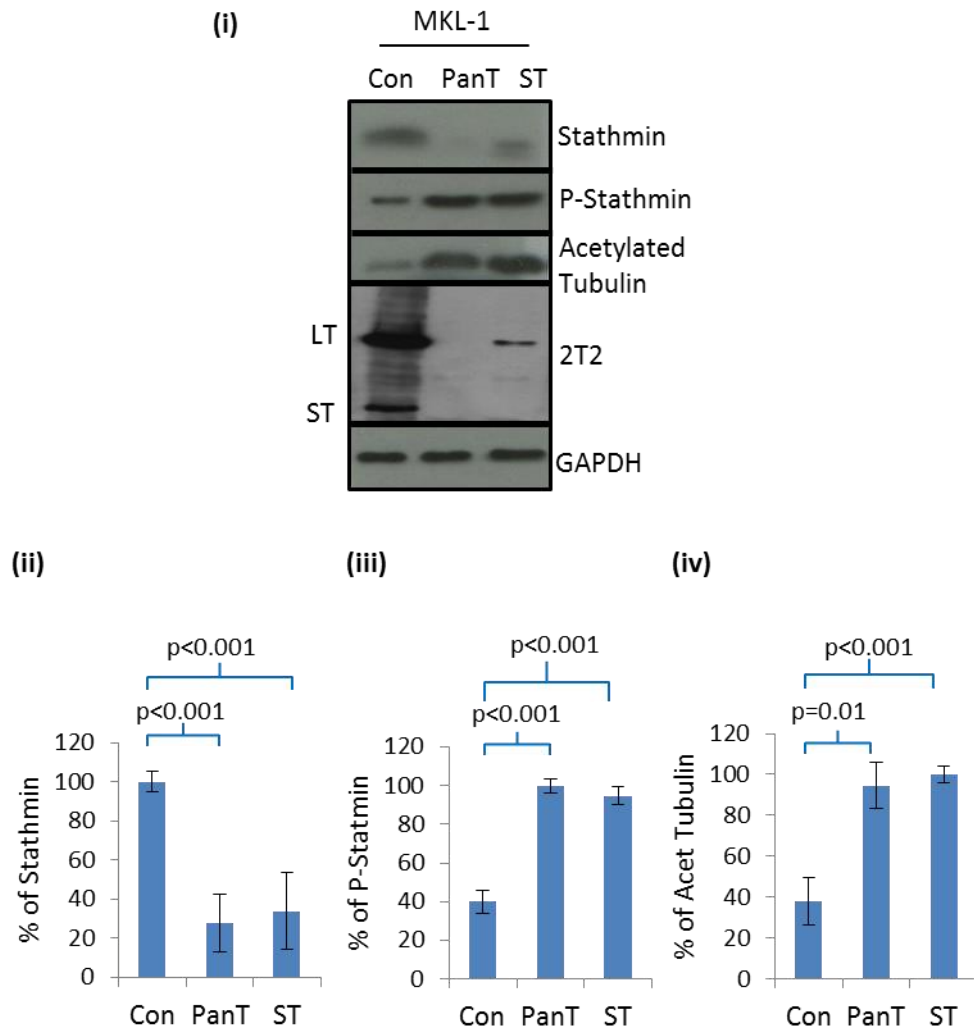 (i)
MKL-1
Con PanT ST
Stathmin
P-Stathmin
Acetylated
Tubulin
LT
2T2
ST
GAPDH
(ii)
p<0.001
p<0.001
% of Stathmin
120
100
80
60
40
20
0
Con PanT ST
(iii)
p<0.001
p<0.001
% of P-Statmin
120
100
80
60
40
20
0
Con PanT ST
(iv)
p<0.001
p=0.01
% of Acet Tubulin
120
100
80
60
40
20
0
Con PanT ST